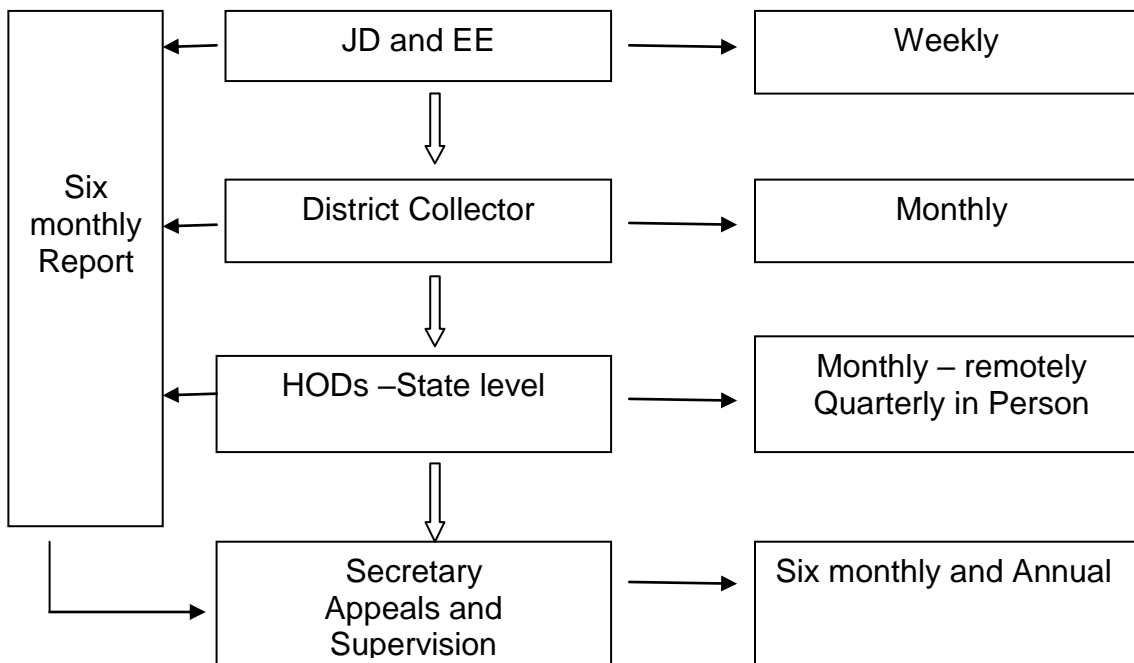 JD and EE
Weekly
Six
monthly
Report
District Collector
Monthly
HODs –State level
Monthly – remotely
Quarterly in Person
Secretary
Appeals and
Supervision
Six monthly and Annual